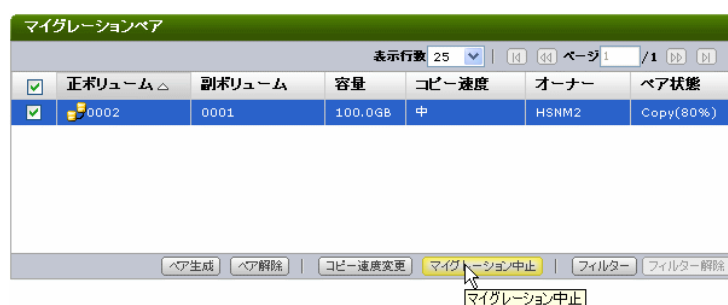 マイグレーションペア
表示行数 25 ページ 1 /1
正ボリューム 副ボリューム 容量 コピー速度 オーナー ペア状態
0002 0001 100.0GB 中 HSNM2 Copy(80%)
ペア生成 ペア解除 | コピー速度変更 マイグレーション中止 | フィルター フィルター解除
マイグレーション中止